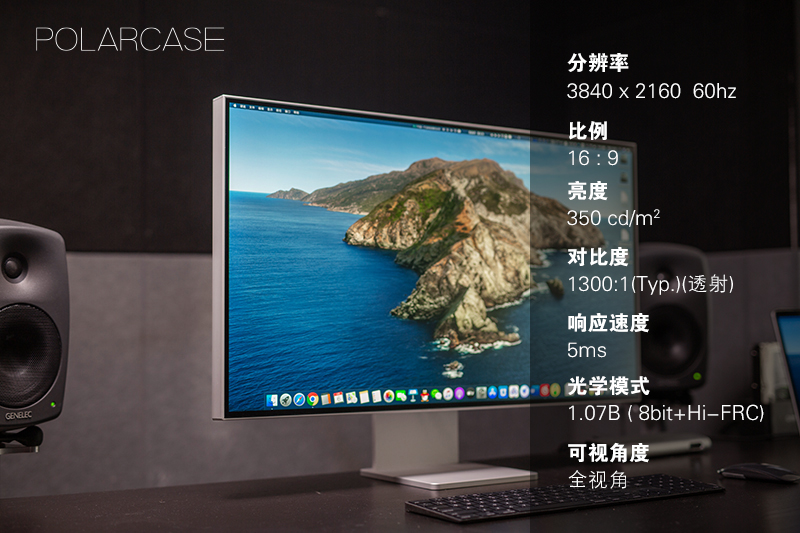 POLARCASE
分辨率
3840 x 2160 60hz
比例
16 : 9
亮度
350 cd/m²
对比度
1300:1(Typ.)(透射)
响应速度
5ms
光学模式
1.07B ( 8bit+Hi-FRC)
可视角度
全视角
GENELEC